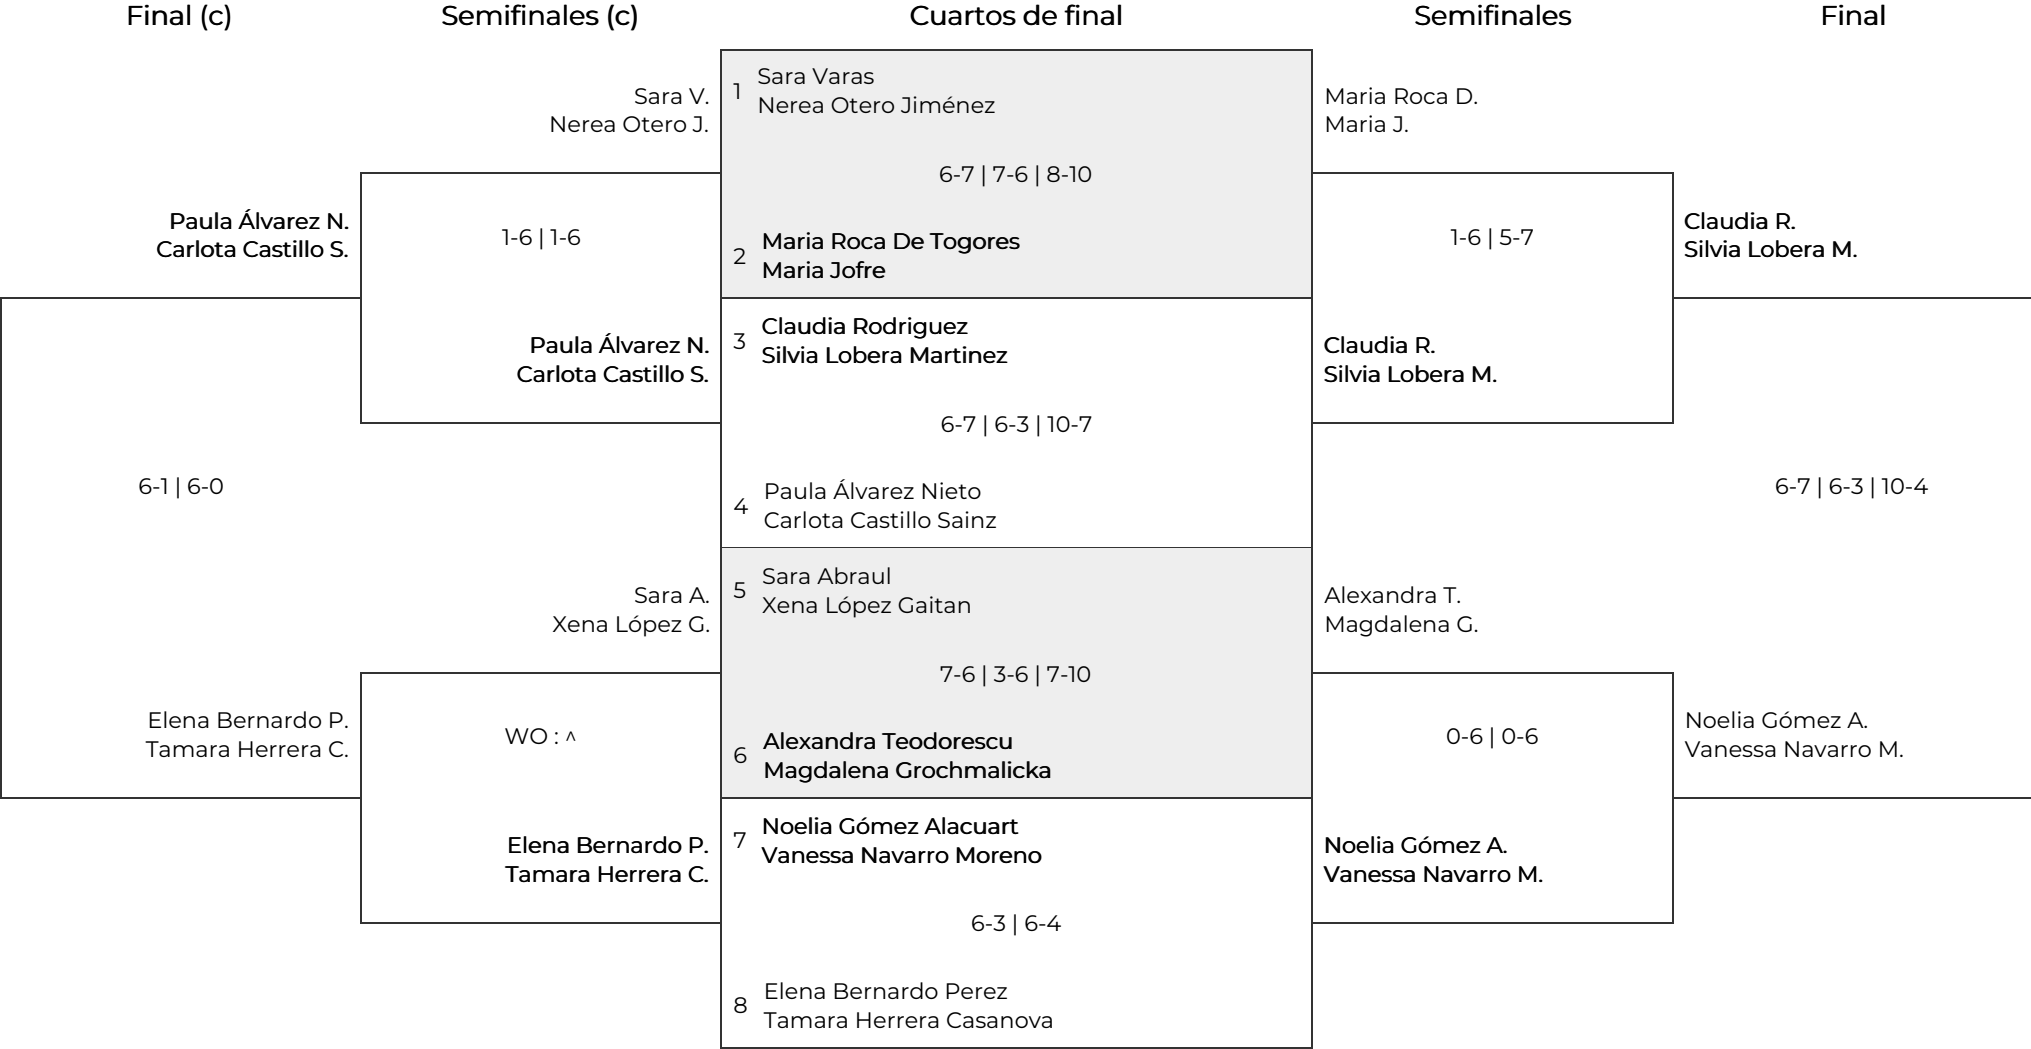 Final (c)
Semifinales (c)
Cuartos de final
Semifinales
Final
Paula Álvarez N.
Carlota Castillo S.
6-1 | 6-0
Elena Bernardo P.
Tamara Herrera C.
Sara V.
Nerea Otero J.
1-6 | 1-6
Paula Álvarez N.
Carlota Castillo S.
Sara A.
Xena López G.
WO : ^
Elena Bernardo P.
Tamara Herrera C.
1
Sara Varas
Nerea Otero Jiménez
6-7 | 7-6 | 8-10
2
Maria Roca De Togores
Maria Jofre
3
Claudia Rodriguez
Silvia Lobera Martinez
6-7 | 6-3 | 10-7
4
Paula Álvarez Nieto
Carlota Castillo Sainz
5
Sara Abraul
Xena López Gaitan
7-6 | 3-6 | 7-10
6
Alexandra Teodorescu
Magdalena Grochmalicka
7
Noelia Gómez Alacuart
Vanessa Navarro Moreno
6-3 | 6-4
8
Elena Bernardo Perez
Tamara Herrera Casanova
Maria Roca D.
Maria J.
1-6 | 5-7
Claudia R.
Silvia Lobera M.
Alexandra T.
Magdalena G.
0-6 | 0-6
Noelia Gómez A.
Vanessa Navarro M.
Claudia R.
Silvia Lobera M.
6-7 | 6-3 | 10-4
Noelia Gómez A.
Vanessa Navarro M.